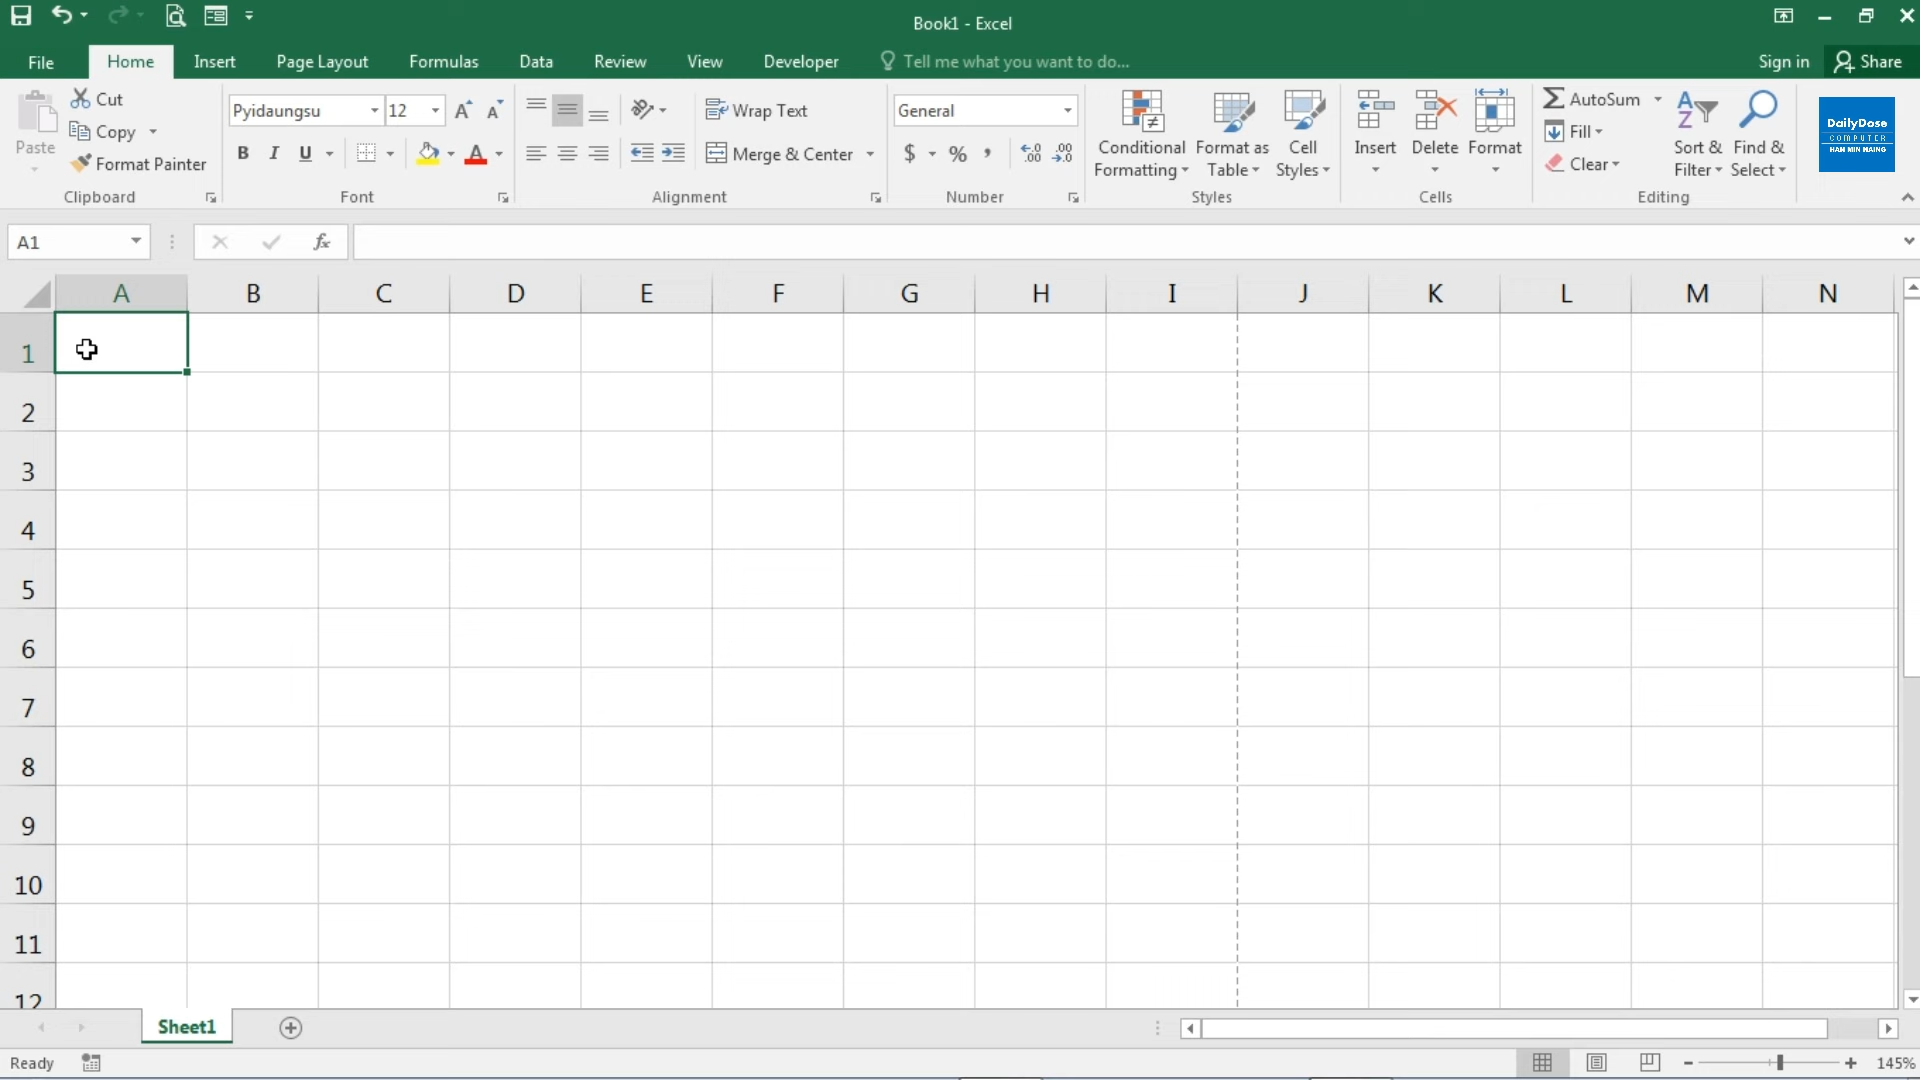 Book1 - Excel
File Home Insert Page Layout Formulas Data Review View Developer Tell me what you want to do... Sign in Share
Cut
Copy
Format Painter
Paste
Clipboard
Pyidaungsu 12
B I U
Font
Wrap Text
Merge & Center
Alignment
General
$ % ,
Number
Conditional Formatting
Format as Table
Cell Styles
Styles
Insert Delete Format
Cells
AutoSum
Fill
Clear
Sort & Filter
Find & Select
Editing
DailyDose
COMPUTER
HAN MIN NAING
A1
fx
A B C D E F G H I J K L M N
1
2
3
4
5
6
7
8
9
10
11
12
Sheet1
Ready
145%